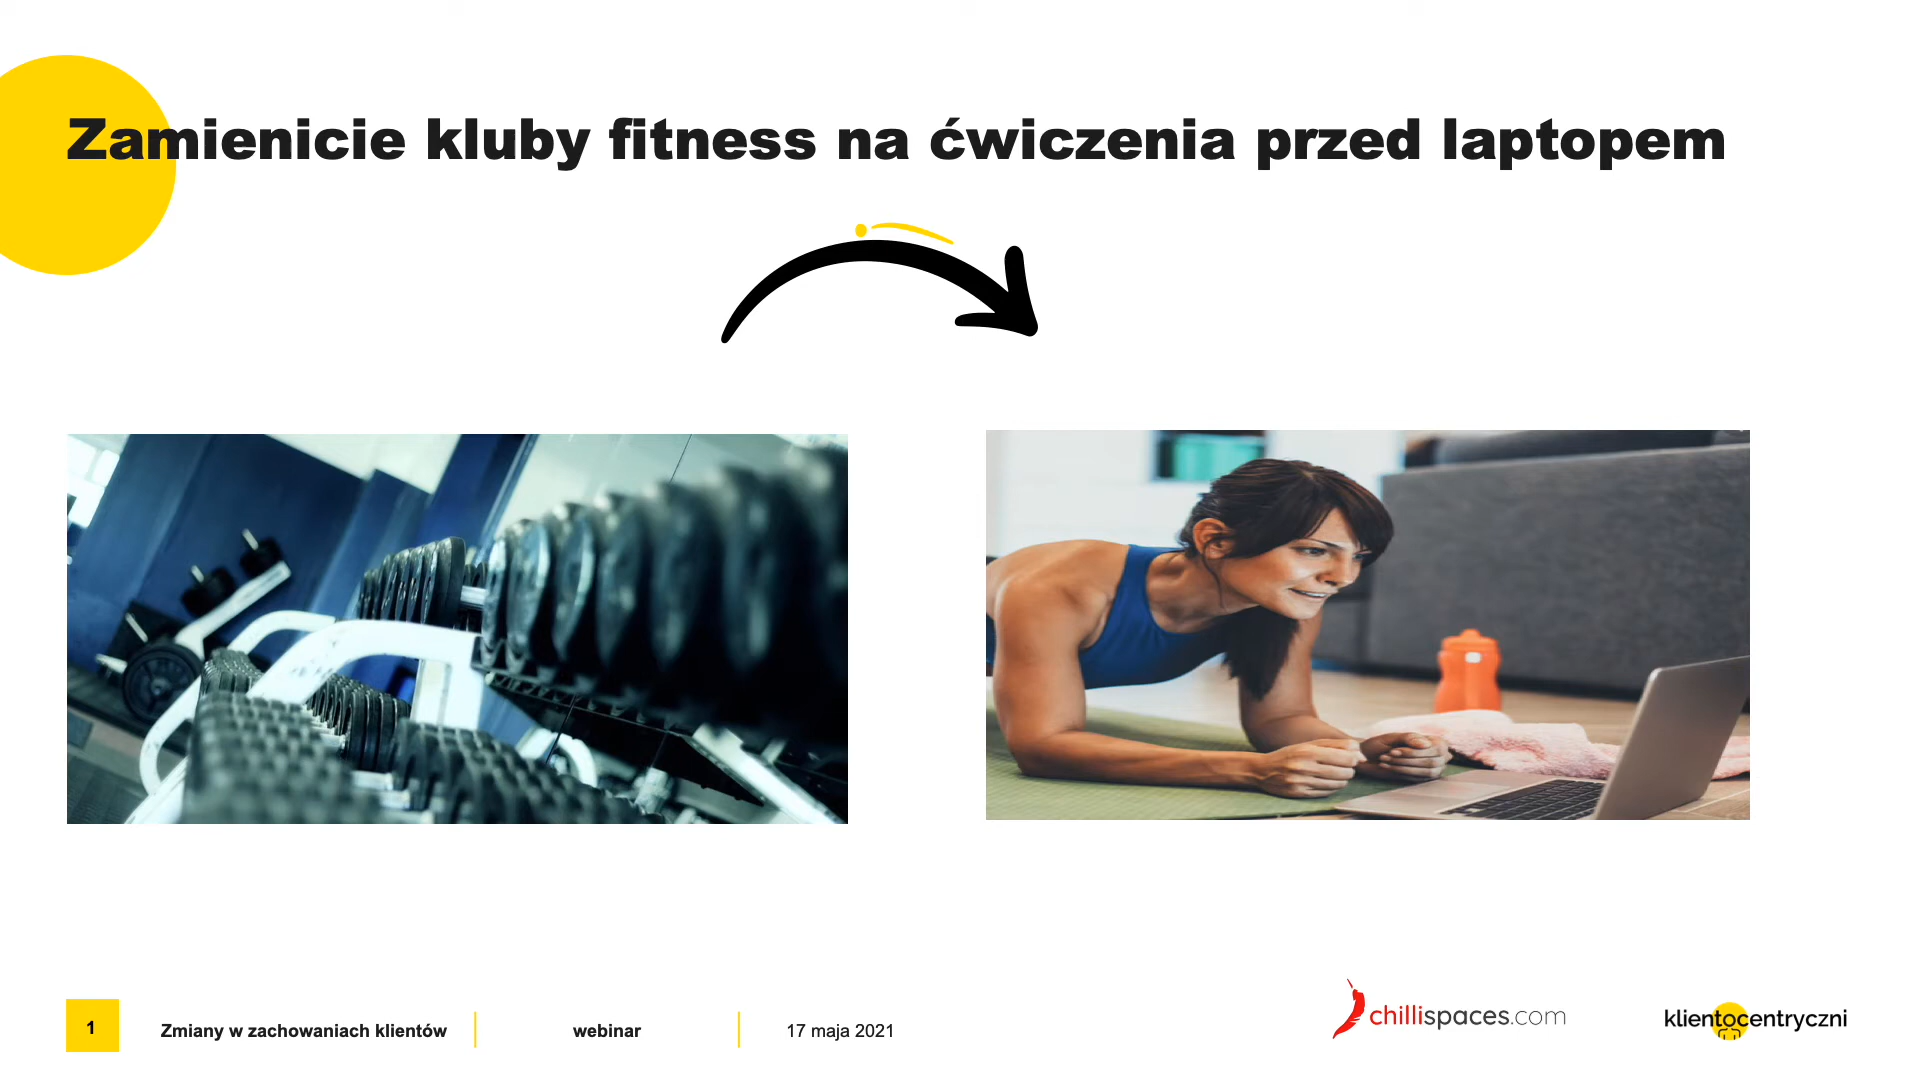 Zamienicie kluby fitness na ćwiczenia przed laptopem
1
Zmiany w zachowaniach klientów
webinar
17 maja 2021
chillispaces.com
klientocentryczni